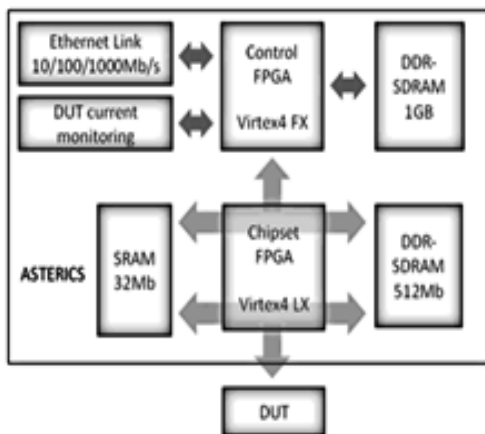 Ethernet Link
10/100/1000Mb/s
DUT current
monitoring
Control
FPGA
Virtex4 FX
DDR-
SDRAM
1GB
ASTERICS
SRAM
32Mb
Chipset
FPGA
Virtex4 LX
DDR-
SDRAM
512Mb
DUT